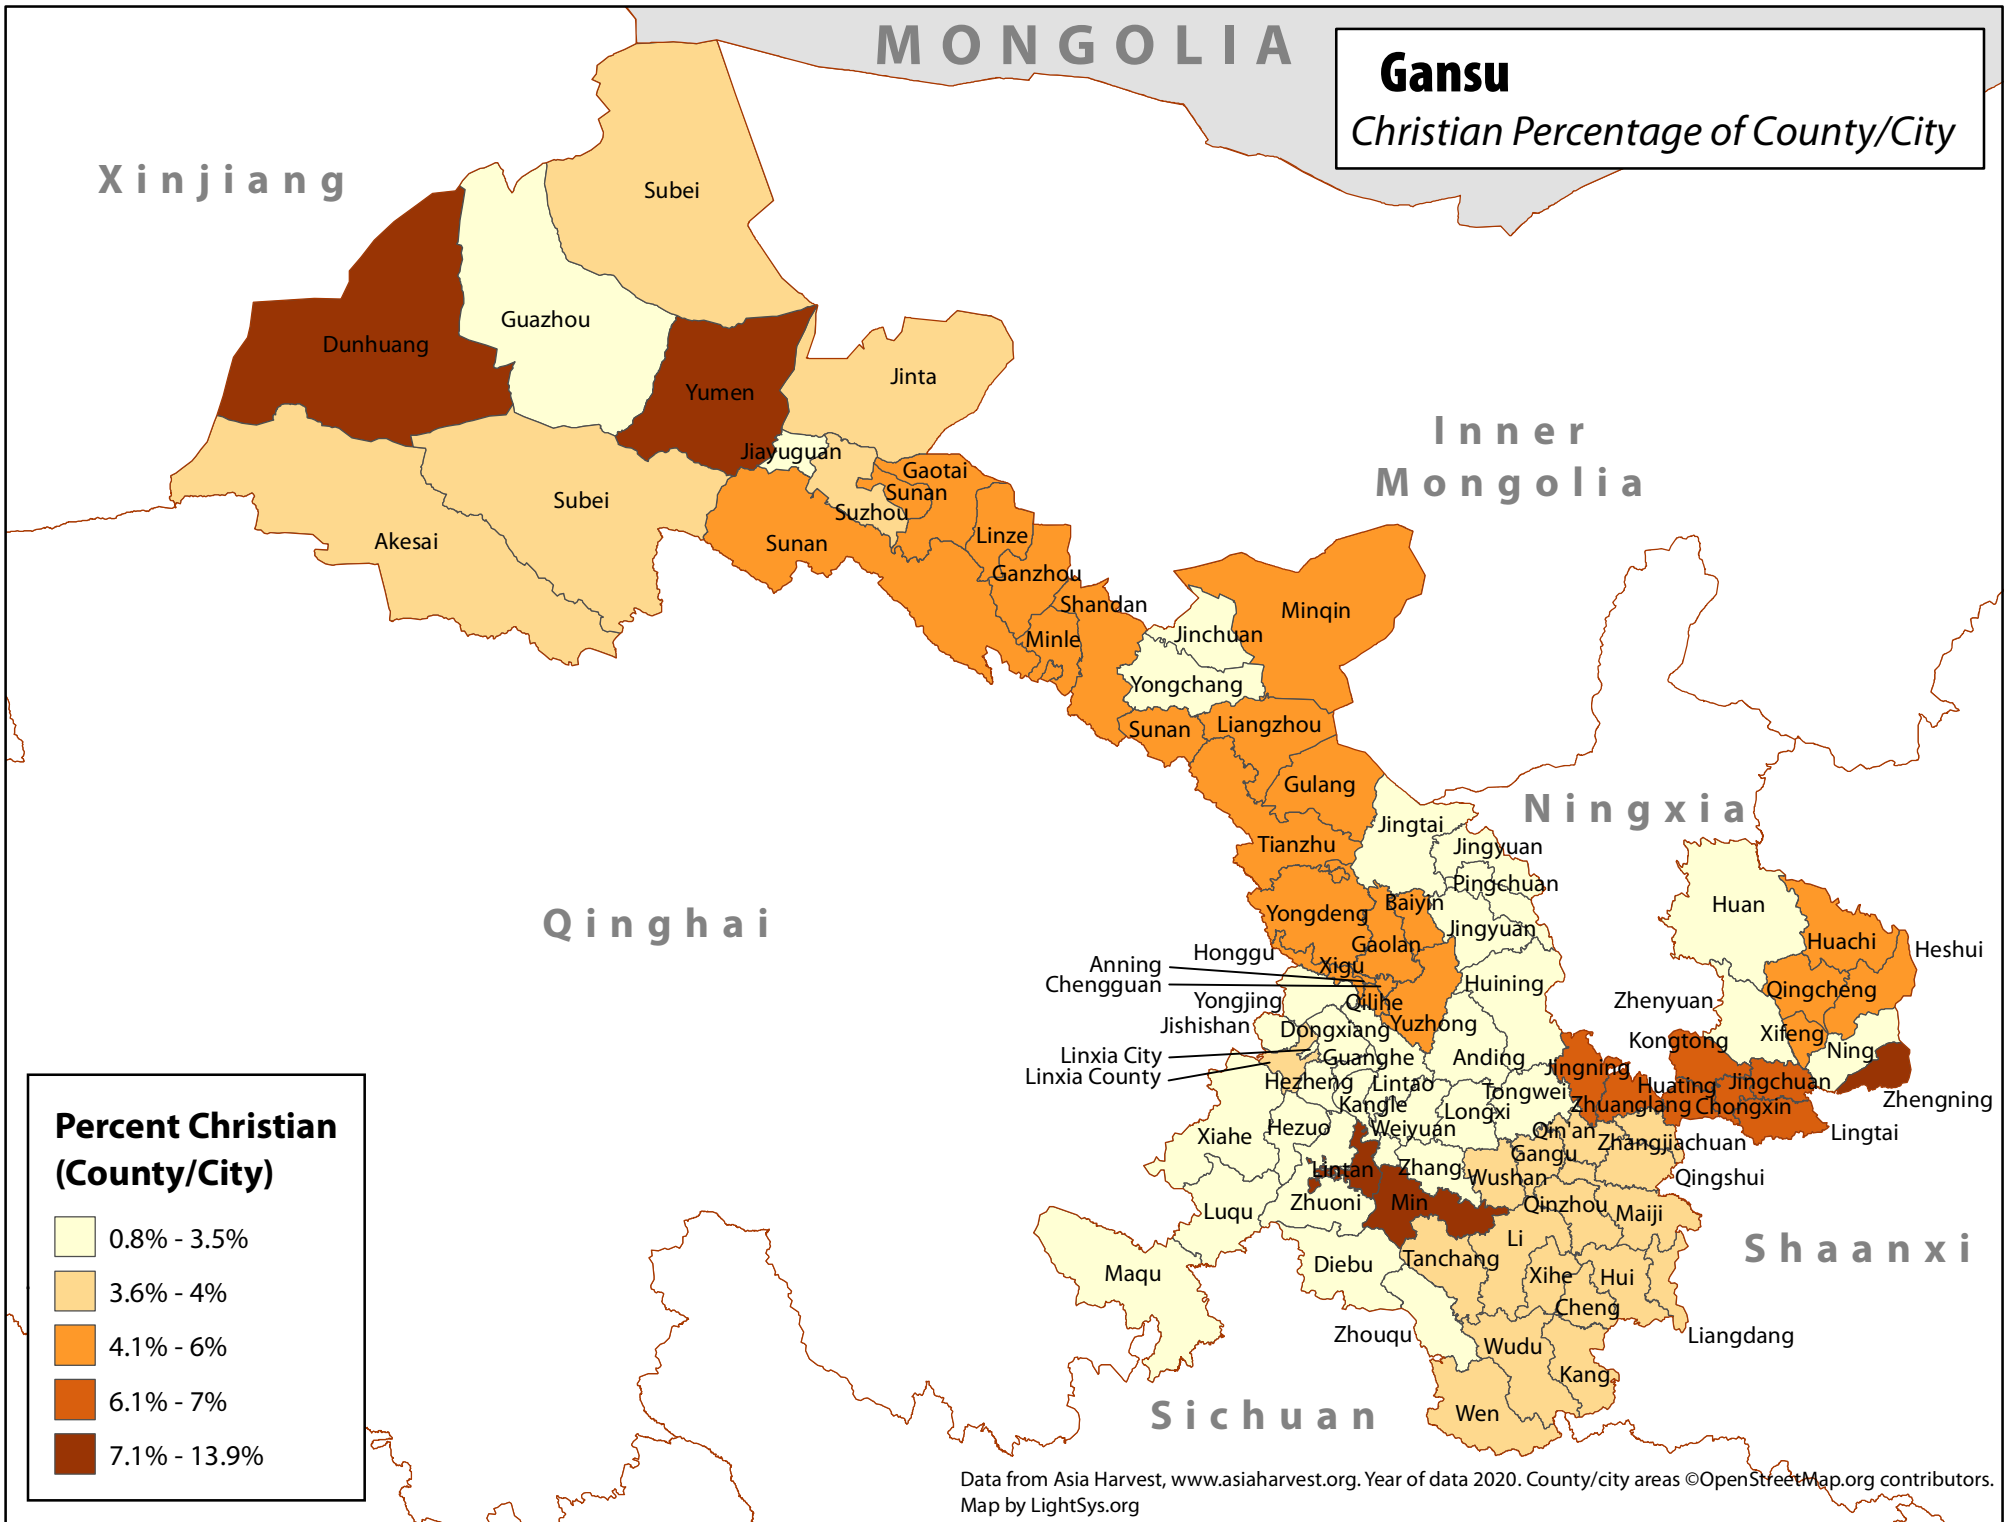 MONGOLIA
Gansu
Christian Percentage of County/City
Xinjiang
Subei
Guazhou
Dunhuang
Yumen
Jinta
Jiayuguan
Inner
Mongolia
Gaotai
Sunan
Suzhou
Subei
Linze
Akesai
Sunan
Ganzhou
Shandan
Minqin
Minle
Jinchuan
Yongchang
Sunan
Liangzhou
Gulang
Ningxia
Jingtai
Tianzhu
Jingyuan
Pingchuan
Qinghai
Yongdeng
Baiyin
Jingyuan
Huan
Gaolan
Huachi
Heshui
Honggu
Xigu
Anning
Chengguan
Huining
Qingcheng
Yongjing
Qilihe
Zhenyuan
Jishishan
Dongxiang
Yuzhong
Xifeng
Kongtong
Ning
Linxia City
Guanghe
Anding
Jingning
Linxia County
Hezheng
Lintao
Tongwei
Huating
Jingchuan
Zhengning
Kangle
Longxi
Zhuanglang
Chongxin
Hezuo
Weiyuan
Xiahe
Qin'an
Zhangjiachuan
Lingtai
Gangu
Lintan
Zhang
Wushan
Qingshui
Zhuoni
Min
Qinzhou
Maiji
Luqu
Li
Shaanxi
Tanchang
Diebu
Maqu
Xihe
Hui
Cheng
Zhouqu
Liangdang
Wudu
Kang
Sichuan
Wen
Percent Christian
(County/City)
0.8% - 3.5%
3.6% - 4%
4.1% - 6%
6.1% - 7%
7.1% - 13.9%
Data from Asia Harvest, www.asiaharvest.org. Year of data 2020. County/city areas ©OpenStreetMap.org contributors.
Map by LightSys.org